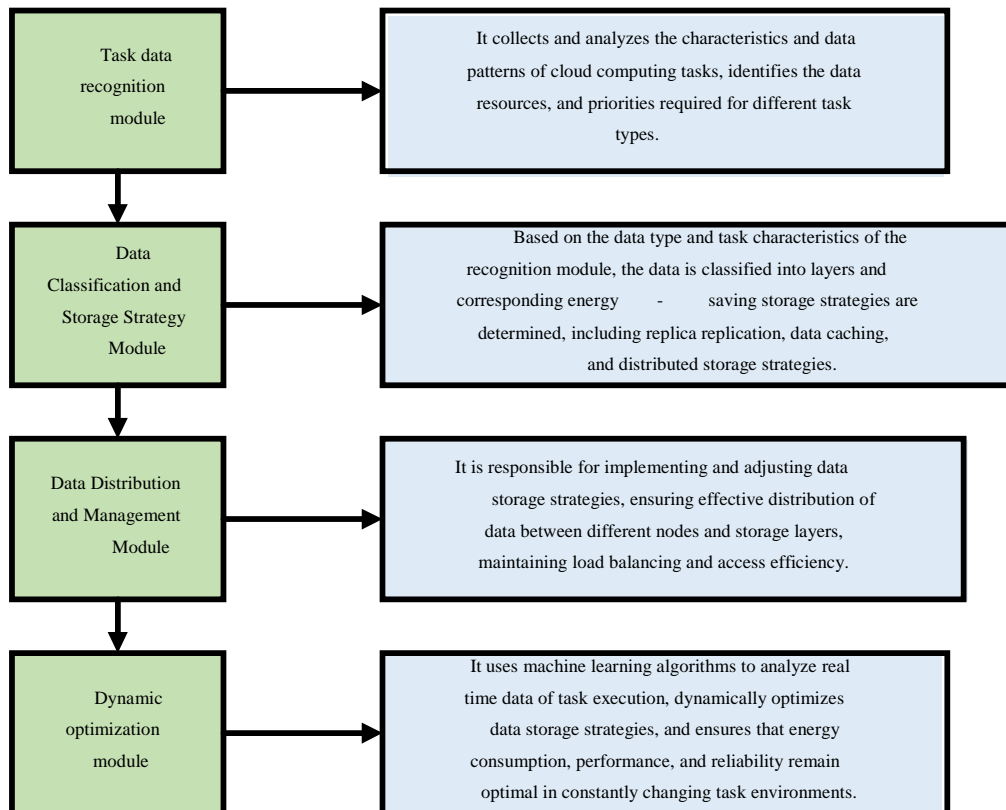 Task data
recognition
module
It collects and analyzes the characteristics and data
patterns of cloud computing tasks, identifies the data
resources, and priorities required for different task
types.
Data
Classification and
Storage Strategy
Module
Based on the data type and task characteristics of the
recognition module, the data is classified into layers and
corresponding energy - saving storage strategies are
determined, including replica replication, data caching,
and distributed storage strategies.
Data Distribution
and Management
Module
It is responsible for implementing and adjusting data
storage strategies, ensuring effective distribution of
data between different nodes and storage layers,
maintaining load balancing and access efficiency.
Dynamic
optimization
module
It uses machine learning algorithms to analyze real
time data of task execution, dynamically optimizes
data storage strategies, and ensures that energy
consumption, performance, and reliability remain
optimal in constantly changing task environments.